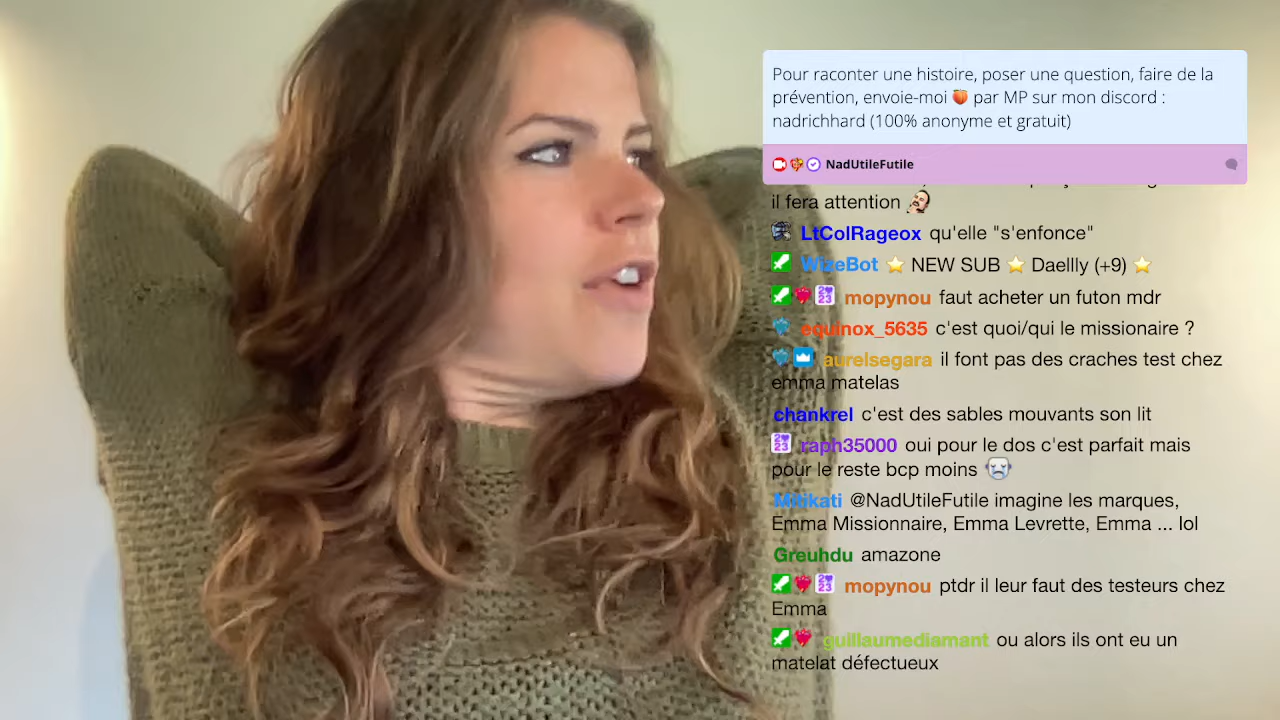 Pour raconter une histoire, poser une question, faire de la
prévention, envoie-moi 🍑 par MP sur mon discord :
nadrichhard (100% anonyme et gratuit)
NadUtileFutile
il fera attention
LtColRageox qu'elle "s'enfonce"
WizeBot ⭐ NEW SUB ⭐ Daellly (+9) ⭐
mopynou faut acheter un futon mdr
equinox_5635 c'est quoi/qui le missionaire ?
aurelsegara il font pas des craches test chez
emma matelas
chankrel c'est des sables mouvants son lit
raph35000 oui pour le dos c'est parfait mais
pour le reste bcp moins
Mitikati @NadUtileFutile imagine les marques,
Emma Missionnaire, Emma Levrette, Emma ... lol
Greuhdu amazone
mopynou ptdr il leur faut des testeurs chez
Emma
guillaumediamant ou alors ils ont eu un
matelat défectueux